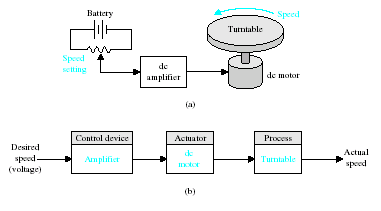 Battery
Speed
Turntable
Speed
setting
dc
amplifier
dc motor
(a)
Control device
Actuator
Process
Desired
speed
(voltage)
Amplifier
dc
motor
Turntable
Actual
speed
(b)